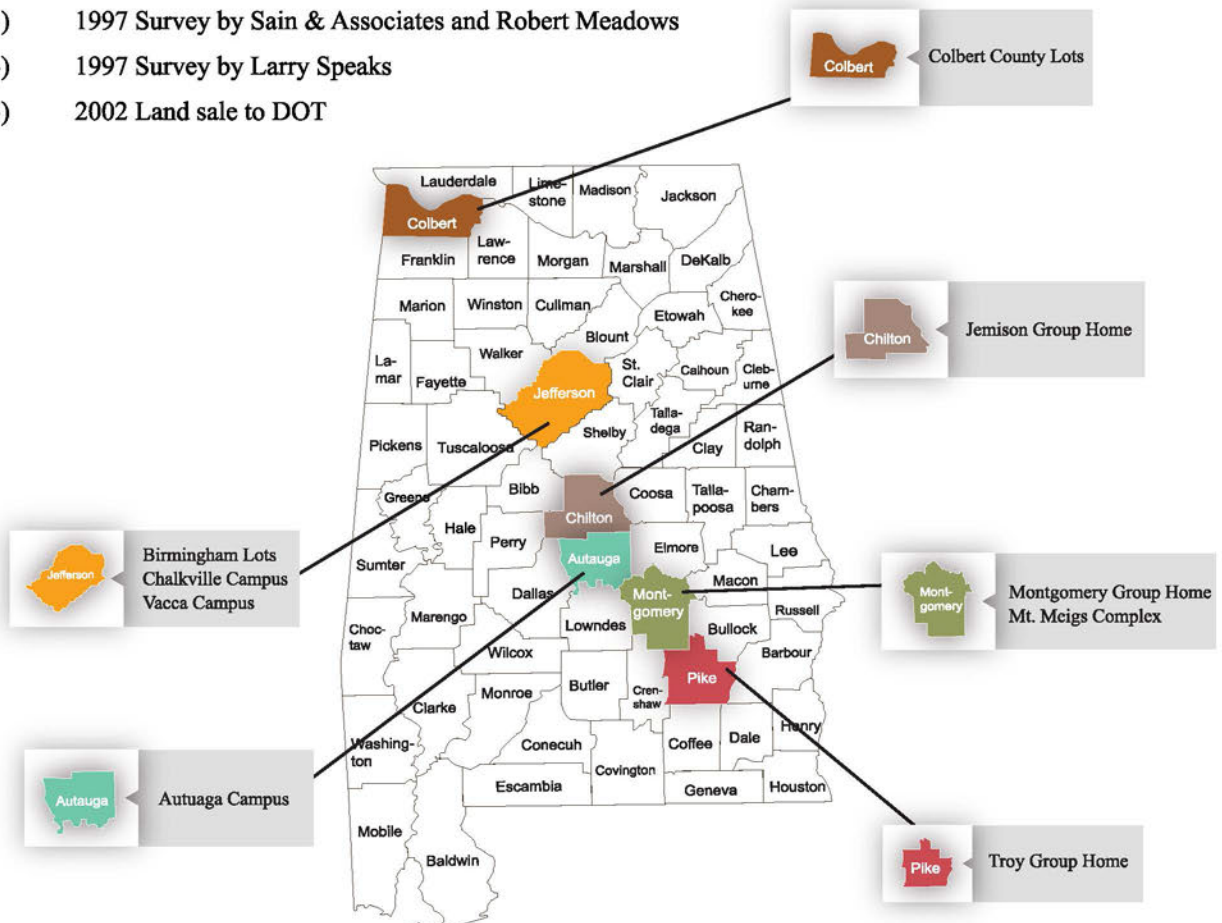 ) 1997 Survey by Sain & Associates and Robert Meadows
) 1997 Survey by Larry Speaks
) 2002 Land sale to DOT
Colbert
Colbert County Lots
Lauderdale
Lime-
stone
Madison
Jackson
Colbert
Franklin
Law-
rence
Morgan
Marshall
DeKalb
Marion
Winston
Cullman
Etowah
Chero-
kee
Chilton
Jemison Group Home
Blount
La-
mar
Fayette
Walker
Jefferson
St.
Clair
Calhoun
Cleb-
urne
Pickens
Tuscaloosa
Shelby
Talla-
dega
Clay
Ran-
dolph
Greene
Bibb
Chilton
Coosa
Talla-
poosa
Cham-
bers
Hale
Perry
Autauga
Elmore
Lee
Jefferson
Birmingham Lots
Chalkville Campus
Vacca Campus
Sumter
Dallas
Mont-
gomery
Macon
Russell
Mont-
gomery
Montgomery Group Home
Mt. Meigs Complex
Marengo
Choc-
taw
Lowndes
Bullock
Barbour
Wilcox
Pike
Monroe
Butler
Cren-
shaw
Clarke
Washing-
ton
Conecuh
Coffee
Dale
Henry
Covington
Escambia
Geneva
Houston
Autauga
Autuaga Campus
Mobile
Baldwin
Pike
Troy Group Home